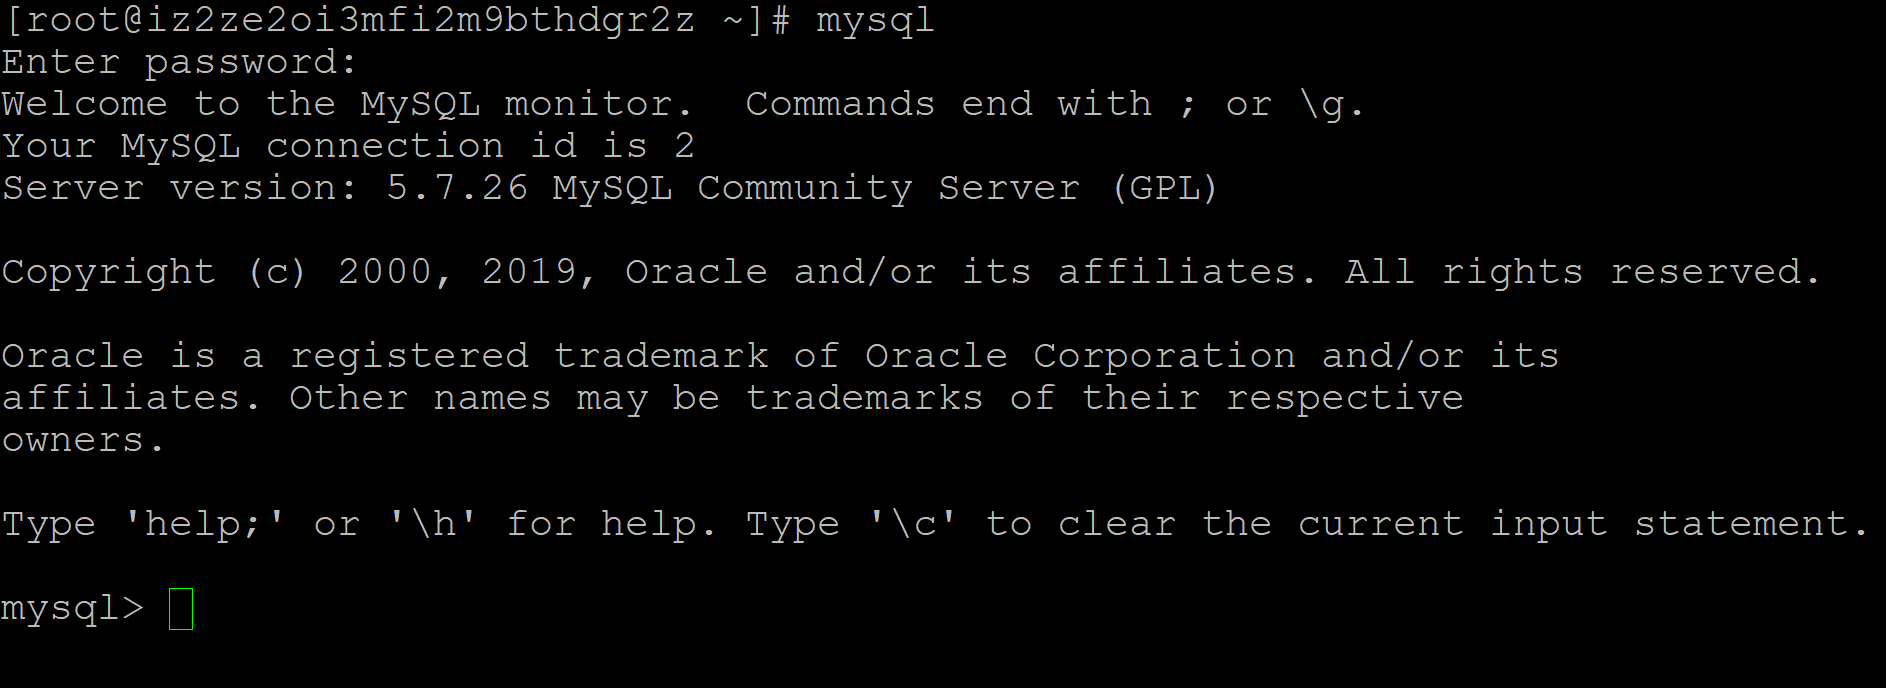 [root@iz2ze2oi3mfi2m9bthdgr2z ~]# mysql
Enter password:
Welcome to the MySQL monitor.  Commands end with ; or \g.
Your MySQL connection id is 2
Server version: 5.7.26 MySQL Community Server (GPL)
Copyright (c) 2000, 2019, Oracle and/or its affiliates. All rights reserved.
Oracle is a registered trademark of Oracle Corporation and/or its
affiliates. Other names may be trademarks of their respective
owners.
Type 'help;' or '\h' for help. Type '\c' to clear the current input statement.
mysql>